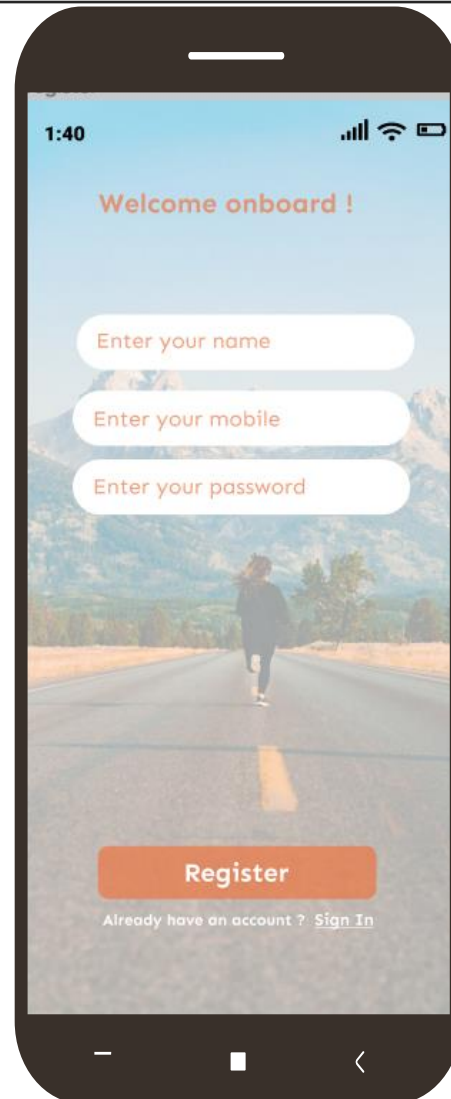 1:40
Welcome onboard !
Enter your name
Enter your mobile
Enter your password
Register
Already have an account ? Sign In